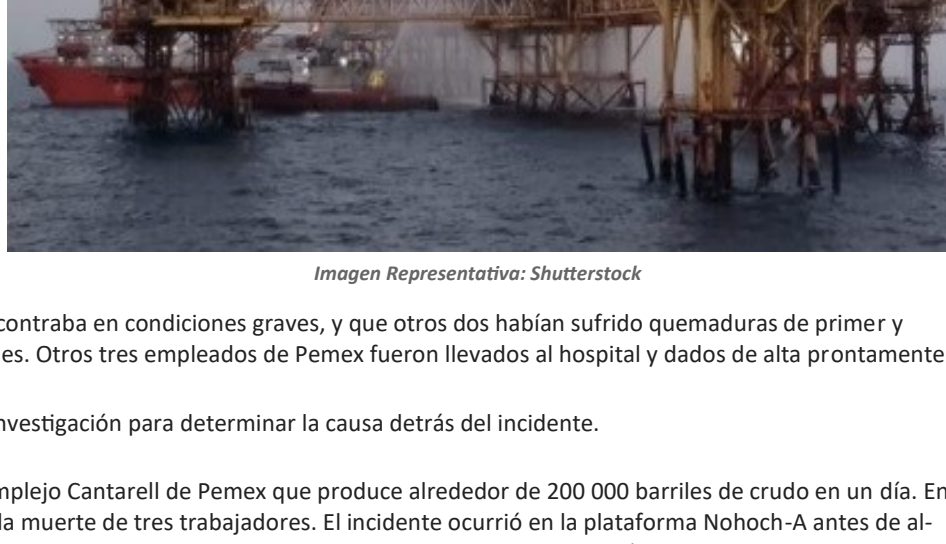 Imagen Representativa: Shutterstock
contraba en condiciones graves, y que otros dos habían sufrido quemaduras de primer y
es. Otros tres empleados de Pemex fueron llevados al hospital y dados de alta prontamente
nvestigación para determinar la causa detrás del incidente.
mplejo Cantarell de Pemex que produce alrededor de 200 000 barriles de crudo en un día. En
la muerte de tres trabajadores. El incidente ocurrió en la plataforma Nohoch-A antes de al-